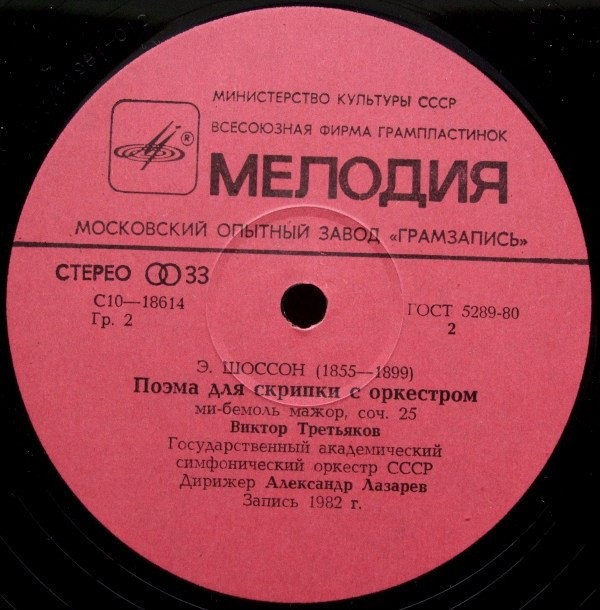 МИНИСТЕРСТВО КУЛЬТУРЫ СССР
ВСЕСОЮЗНАЯ ФИРМА ГРАМПЛАСТИНОК
®
МЕЛОДИЯ
МОСКОВСКИЙ ОПЫТНЫЙ ЗАВОД «ГРАМЗАПИСЬ»
СТЕРЕО 33
С10—18614
Гр. 2
ГОСТ 5289-80
2
Э. ШОССОН (1855—1899)
Поэма для скрипки с оркестром
ми-бемоль мажор, соч. 25
Виктор Третьяков
Государственный академический
симфонический оркестр СССР
Дирижер Александр Лазарев
Запись 1982 г.